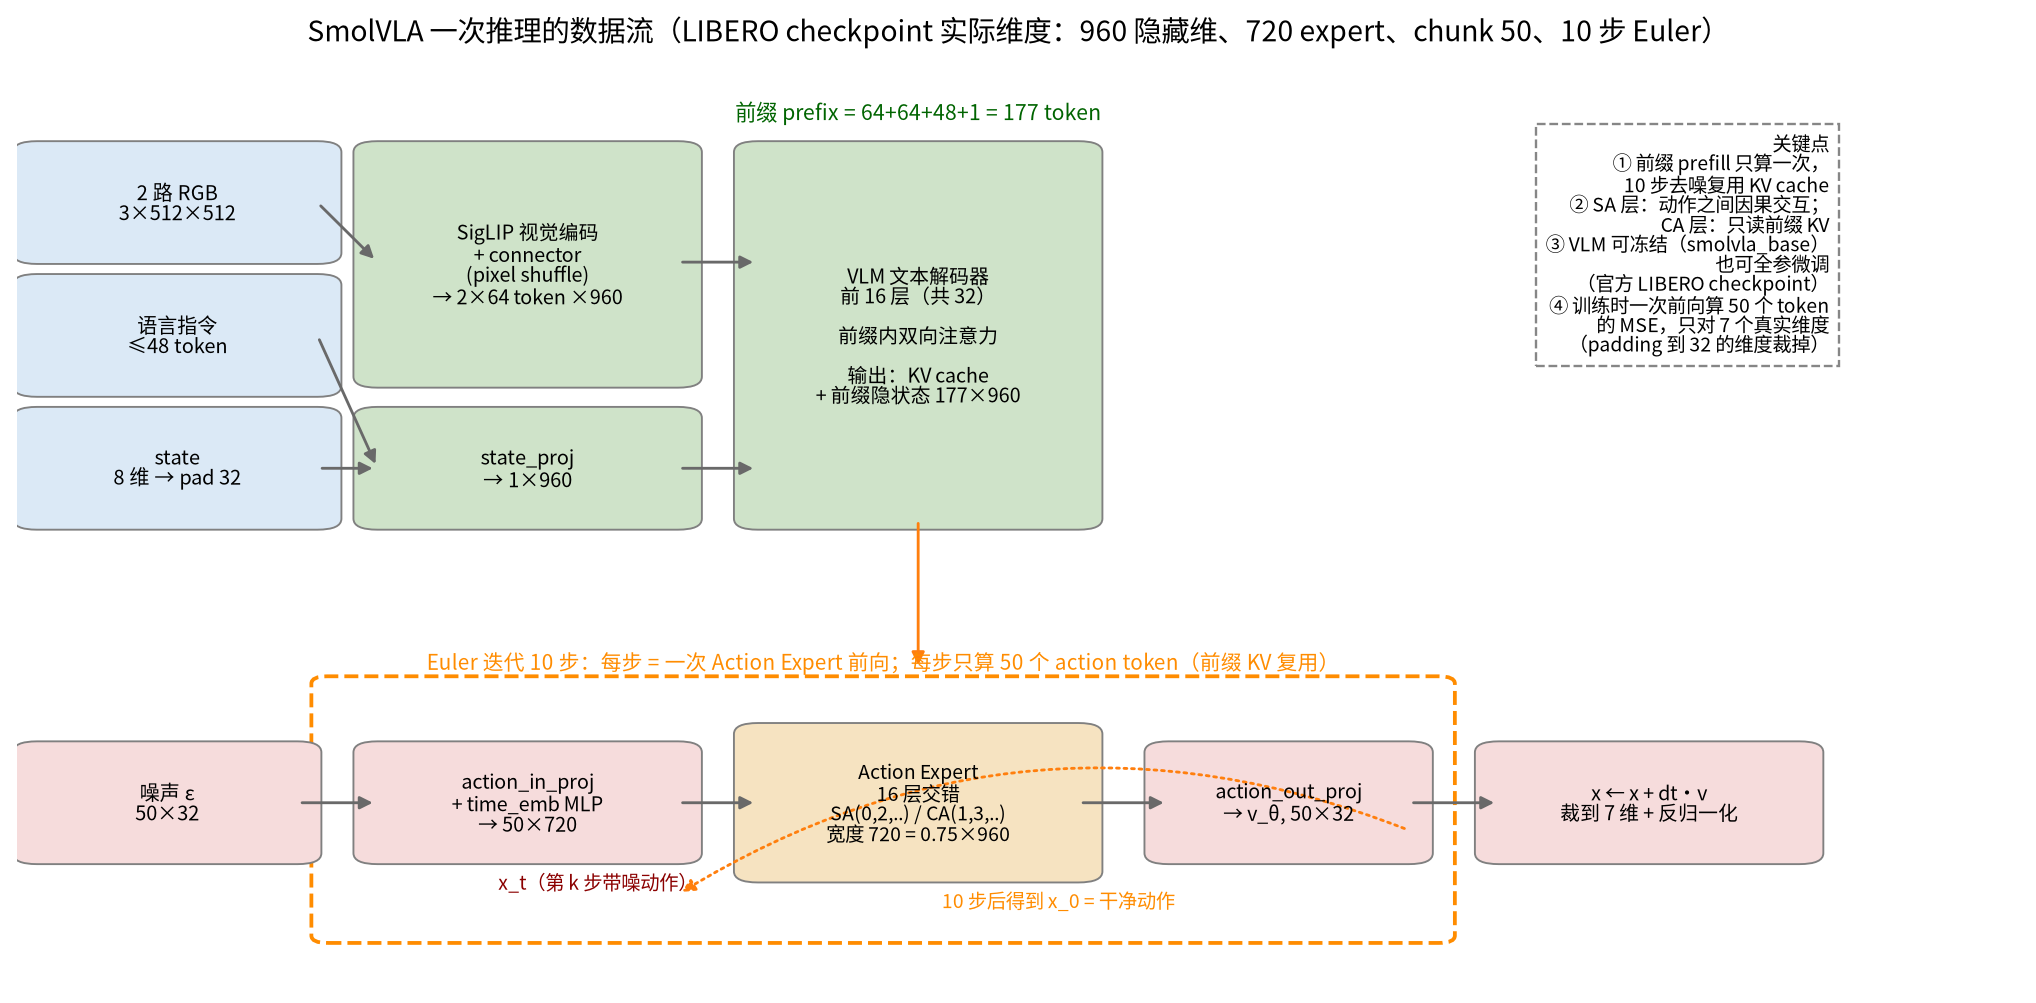 SmolVLA 一次推理的数据流（LIBERO checkpoint 实际维度：960 隐藏维、720 expert、chunk 50、10 步 Euler）
前缀 prefix = 64+64+48+1 = 177 token
2 路 RGB
3×512×512
语言指令
≤48 token
state
8 维 → pad 32
SigLIP 视觉编码
+ connector
(pixel shuffle)
→ 2×64 token ×960
state_proj
→ 1×960
VLM 文本解码器
前 16 层（共 32）
前缀内双向注意力
输出：KV cache
+ 前缀隐状态 177×960
关键点
① 前缀 prefill 只算一次，
10 步去噪复用 KV cache
② SA 层：动作之间因果交互；
CA 层：只读前缀 KV
③ VLM 可冻结（smolvla_base）
也可全参微调
（官方 LIBERO checkpoint）
④ 训练时一次前向算 50 个 token
的 MSE，只对 7 个真实维度
（padding 到 32 的维度裁掉）
Euler 迭代 10 步：每步 = 一次 Action Expert 前向；每步只算 50 个 action token（前缀 KV 复用）
噪声 ε
50×32
action_in_proj
+ time_emb MLP
→ 50×720
Action Expert
16 层交错
SA(0,2,..) / CA(1,3,..)
宽度 720 = 0.75×960
action_out_proj
→ v_θ, 50×32
x ← x + dt·v
裁到 7 维 + 反归一化
x_t（第 k 步带噪动作）
10 步后得到 x_0 = 干净动作